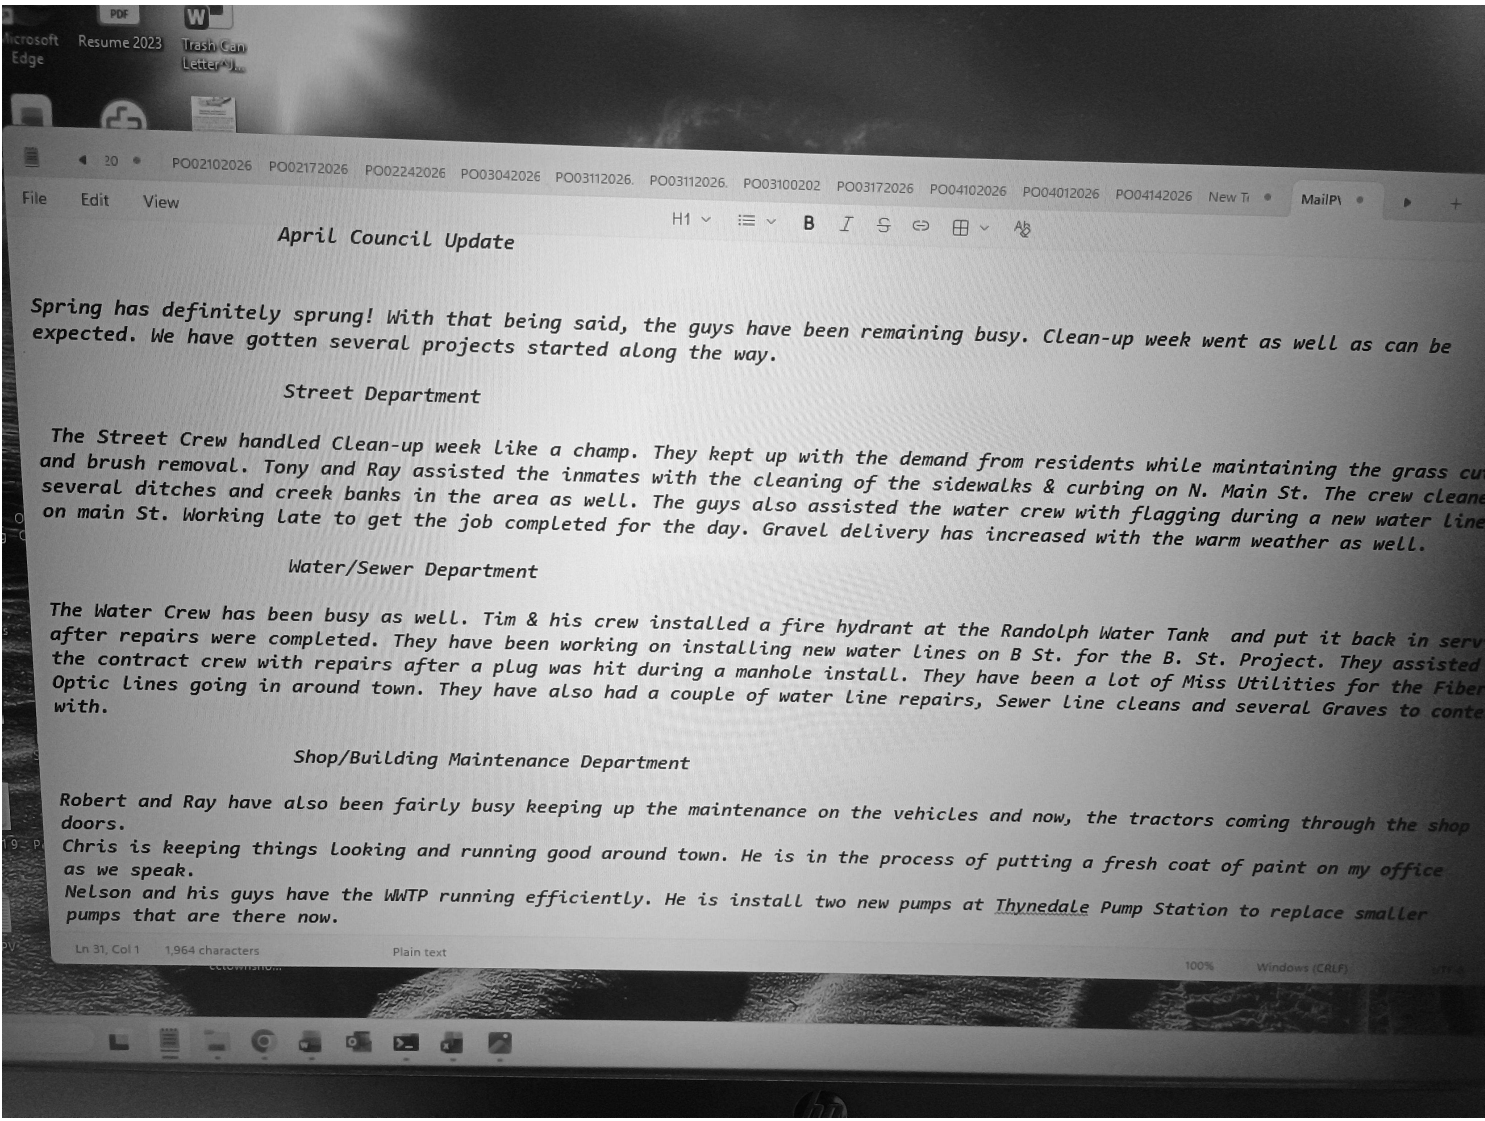 Microsoft Edge
Resume 2023
Trash Can Letter
PDF
W
20 PO02102026 PO02172026 PO02242026 PO03042026 PO03112026. PO03112026. PO03100202 PO03172026 PO04102026 PO04012026 PO04142026 New MailP
File Edit View
H1 B I S
April Council Update
Spring has definitely sprung! With that being said, the guys have been remaining busy. Clean-up week went as well as can be
expected. We have gotten several projects started along the way.
Street Department
The Street Crew handled Clean-up week like a champ. They kept up with the demand from residents while maintaining the grass cu
and brush removal. Tony and Ray assisted the inmates with the cleaning of the sidewalks & curbing on N. Main St. The crew cleane
several ditches and creek banks in the area as well. The guys also assisted the water crew with flagging during a new water line
on main St. Working late to get the job completed for the day. Gravel delivery has increased with the warm weather as well.
Water/Sewer Department
The Water Crew has been busy as well. Tim & his crew installed a fire hydrant at the Randolph Water Tank and put it back in serv
after repairs were completed. They have been working on installing new water lines on B St. for the B. St. Project. They assisted
the contract crew with repairs after a plug was hit during a manhole install. They have been a lot of Miss Utilities for the Fiber
Optic lines going in around town. They have also had a couple of water line repairs, Sewer line cleans and several Graves to conte
with.
Shop/Building Maintenance Department
Robert and Ray have also been fairly busy keeping up the maintenance on the vehicles and now, the tractors coming through the shop
doors.
Chris is keeping things looking and running good around town. He is in the process of putting a fresh coat of paint on my office
as we speak.
Nelson and his guys have the WWTP running efficiently. He is install two new pumps at Thynedale Pump Station to replace smaller
pumps that are there now.
Ln 31, Col 1 1,964 characters Plain text 100% Windows (CRLF)
hp